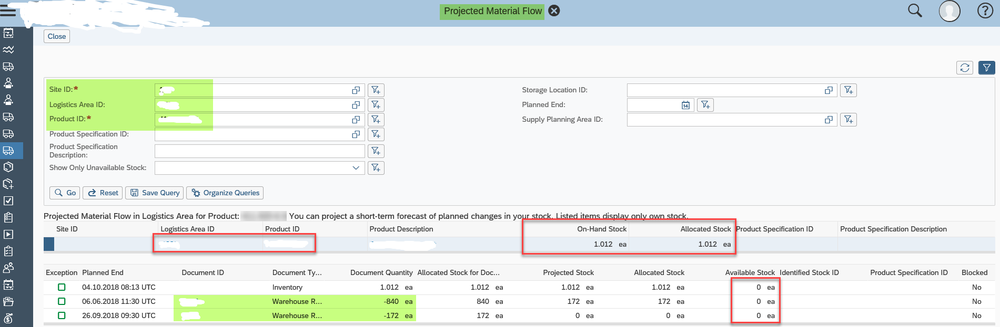 Projected Material Flow
Close
Site ID:*
Storage Location ID:
Logistics Area ID:
Planned End:
14
Product ID:*
Supply Planning Area ID:
Product Specification ID:
Product Specification
Description:
Show Only Unavailable Stock:
Go Reset Save Query Organize Queries
Projected Material Flow in Logistics Area for Product: You can project a short-term forecast of planned changes in your stock. Listed items display only own stock.
Site ID Logistics Area ID Product ID Product Description On-Hand Stock Allocated Stock Product Specification ID Product Specification Description
1.012 ea 1.012 ea
Exception Planned End Document ID Document Ty... Document Quantity Allocated Stock for Doc... Projected Stock Allocated Stock Available Stock Identified Stock ID Product Specification ID Blocked
04.10.2018 08:13 UTC Inventory 1.012 ea 1.012 ea 1.012 ea 1.012 ea 0 ea No
06.06.2018 11:30 UTC Warehouse R... -840 ea 840 ea 172 ea 172 ea 0 ea No
26.09.2018 09:30 UTC Warehouse R... -172 ea 172 ea 0 ea 0 ea 0 ea No